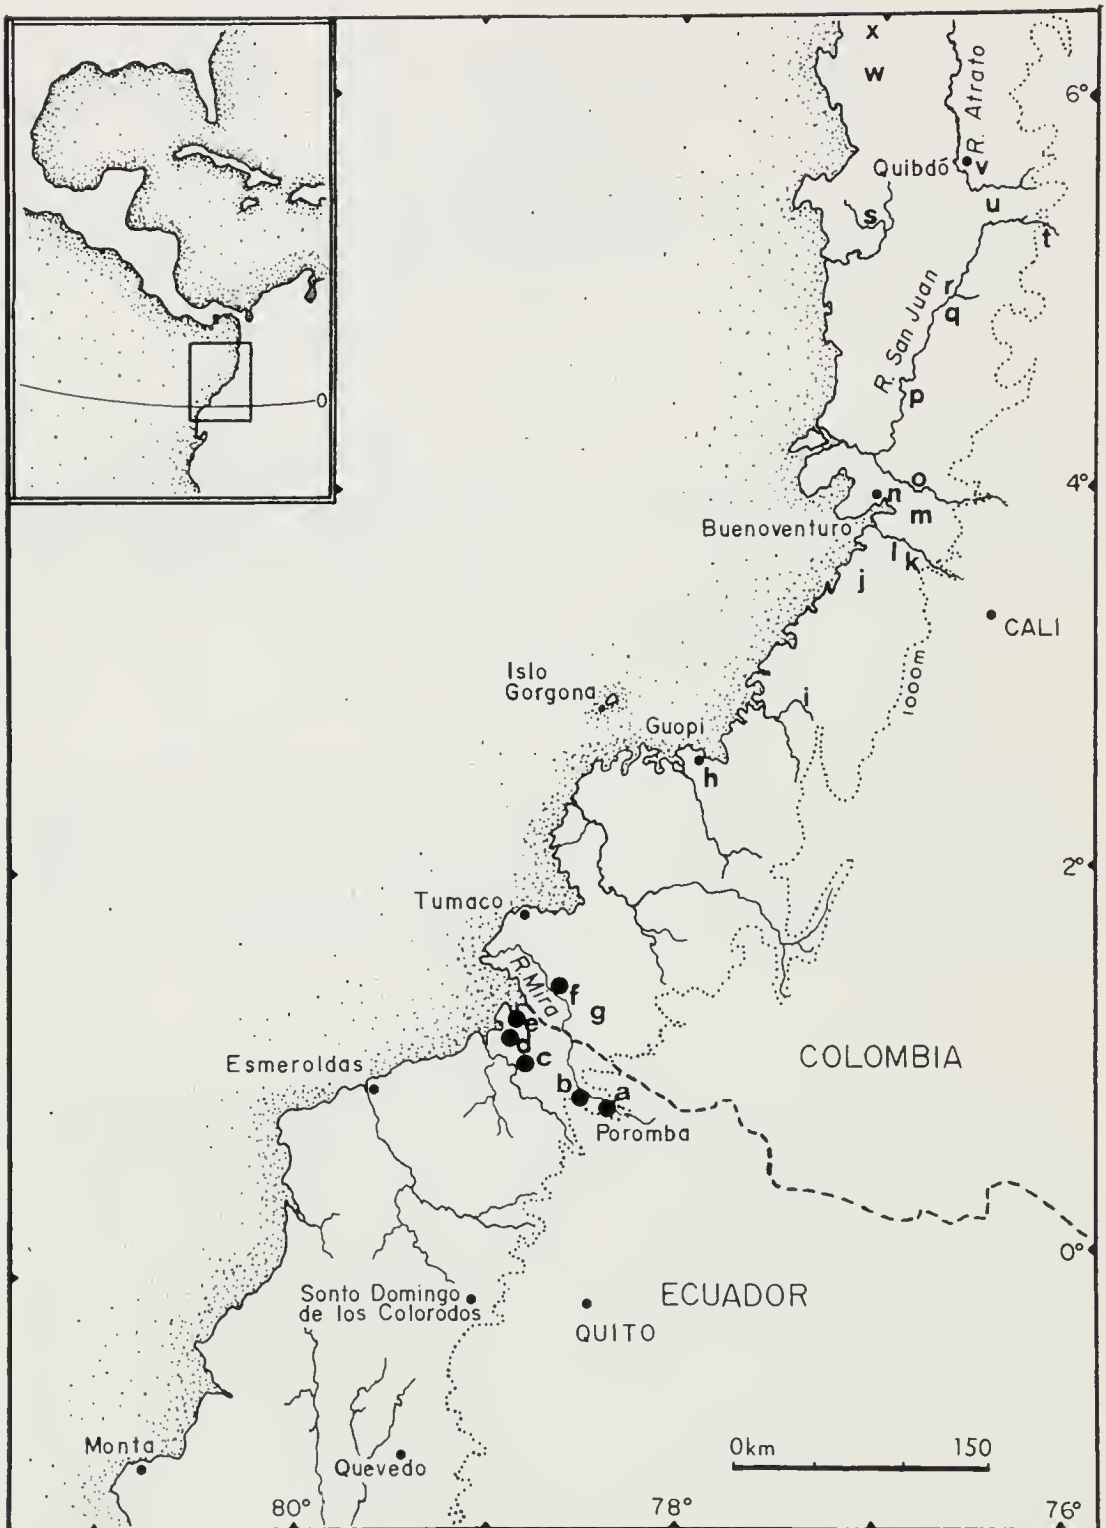 x
w
R. Atrato
6°
Quibdó
v
u
s
t
r
q
R. San Juan
p
0
o
4°
n
m
Buenoventuro
l
k
j
CALI
1000m
Islo
Gorgona
i
Guopi
h
2°
Tumaco
R. Mira
f
g
e
d
c
COLOMBIA
Esmeroldas
b
a
Poromba
0°
Sonto Domingo
de los Colorodos
ECUADOR
QUITO
Monta
Quevedo
0km 150
80° 78° 76°